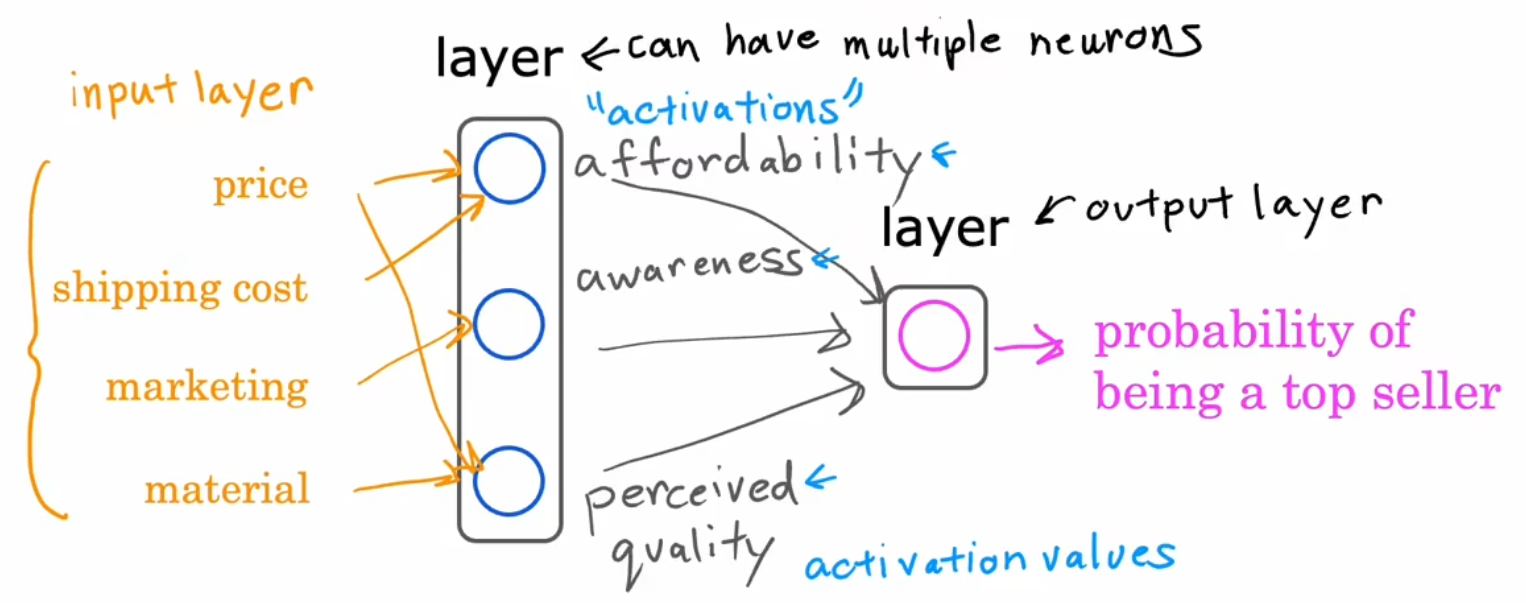 input layer
price
shipping cost
marketing
material
layer ← can have multiple neurons
"activations"
affordability ←
awareness ←
perceived ←
quality
activation values
layer ← output layer
probability of
being a top seller